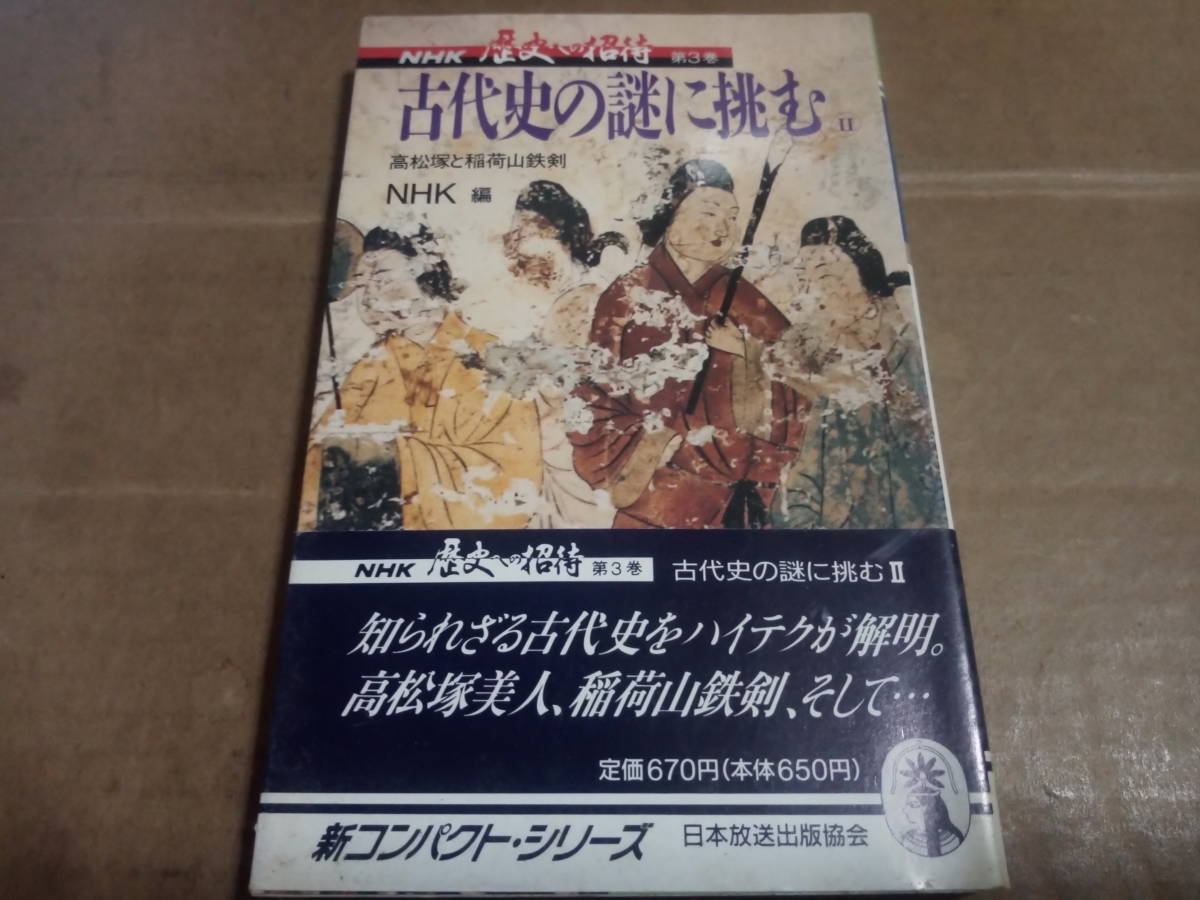 NHK 歴史への招待 第3巻
古代史の謎に挑む II
高松塚と稲荷山鉄剣
NHK 編
NHK 歴史への招待 第3巻 古代史の謎に挑むII
知られざる古代史をハイテクが解明。
高松塚美人、稲荷山鉄剣、そして…
定価670円(本体650円)
新コンパクト・シリーズ 日本放送出版協会